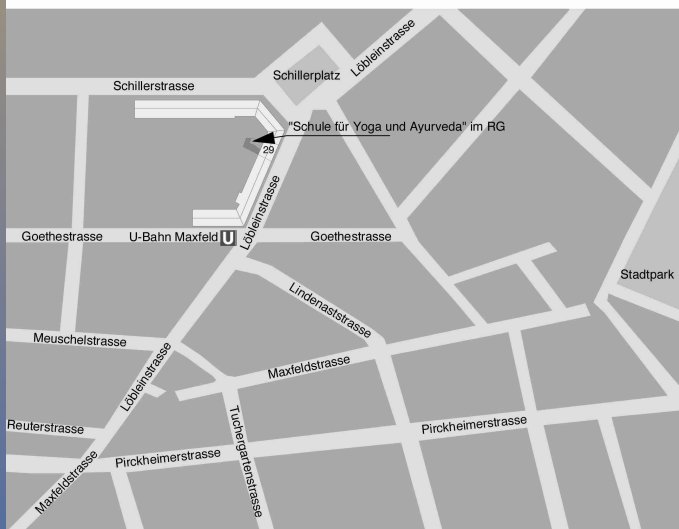 Löbleinstrasse
Schillerplatz
Schillerstrasse
"Schule für Yoga und Ayurveda" im RG
29
Löbleinstrasse
Goethestrasse
U-Bahn Maxfeld U
Goethestrasse
Stadtpark
Lindenaststrasse
Meuschelstrasse
Maxfeldstrasse
Löbleinstrasse
Reuterstrasse
Tuchergartenstrasse
Pirckheimerstrasse
Pirckheimerstrasse
Maxfeldstrasse